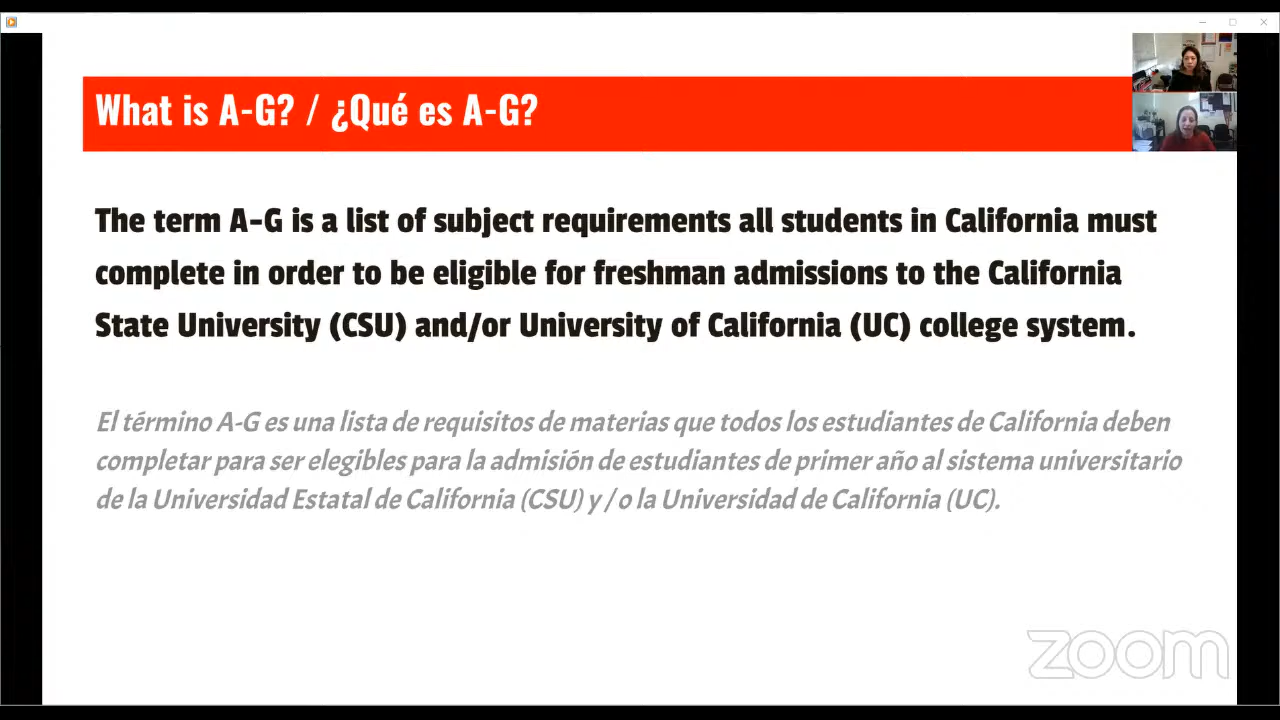 What is A-G? / ¿Qué es A-G?
The term A-G is a list of subject requirements all students in California must
complete in order to be eligible for freshman admissions to the California
State University (CSU) and/or University of California (UC) college system.
El término A-G es una lista de requisitos de materias que todos los estudiantes de California deben
completar para ser elegibles para la admisión de estudiantes de primer año al sistema universitario
de la Universidad Estatal de California (CSU) y / o la Universidad de California (UC).
zoom